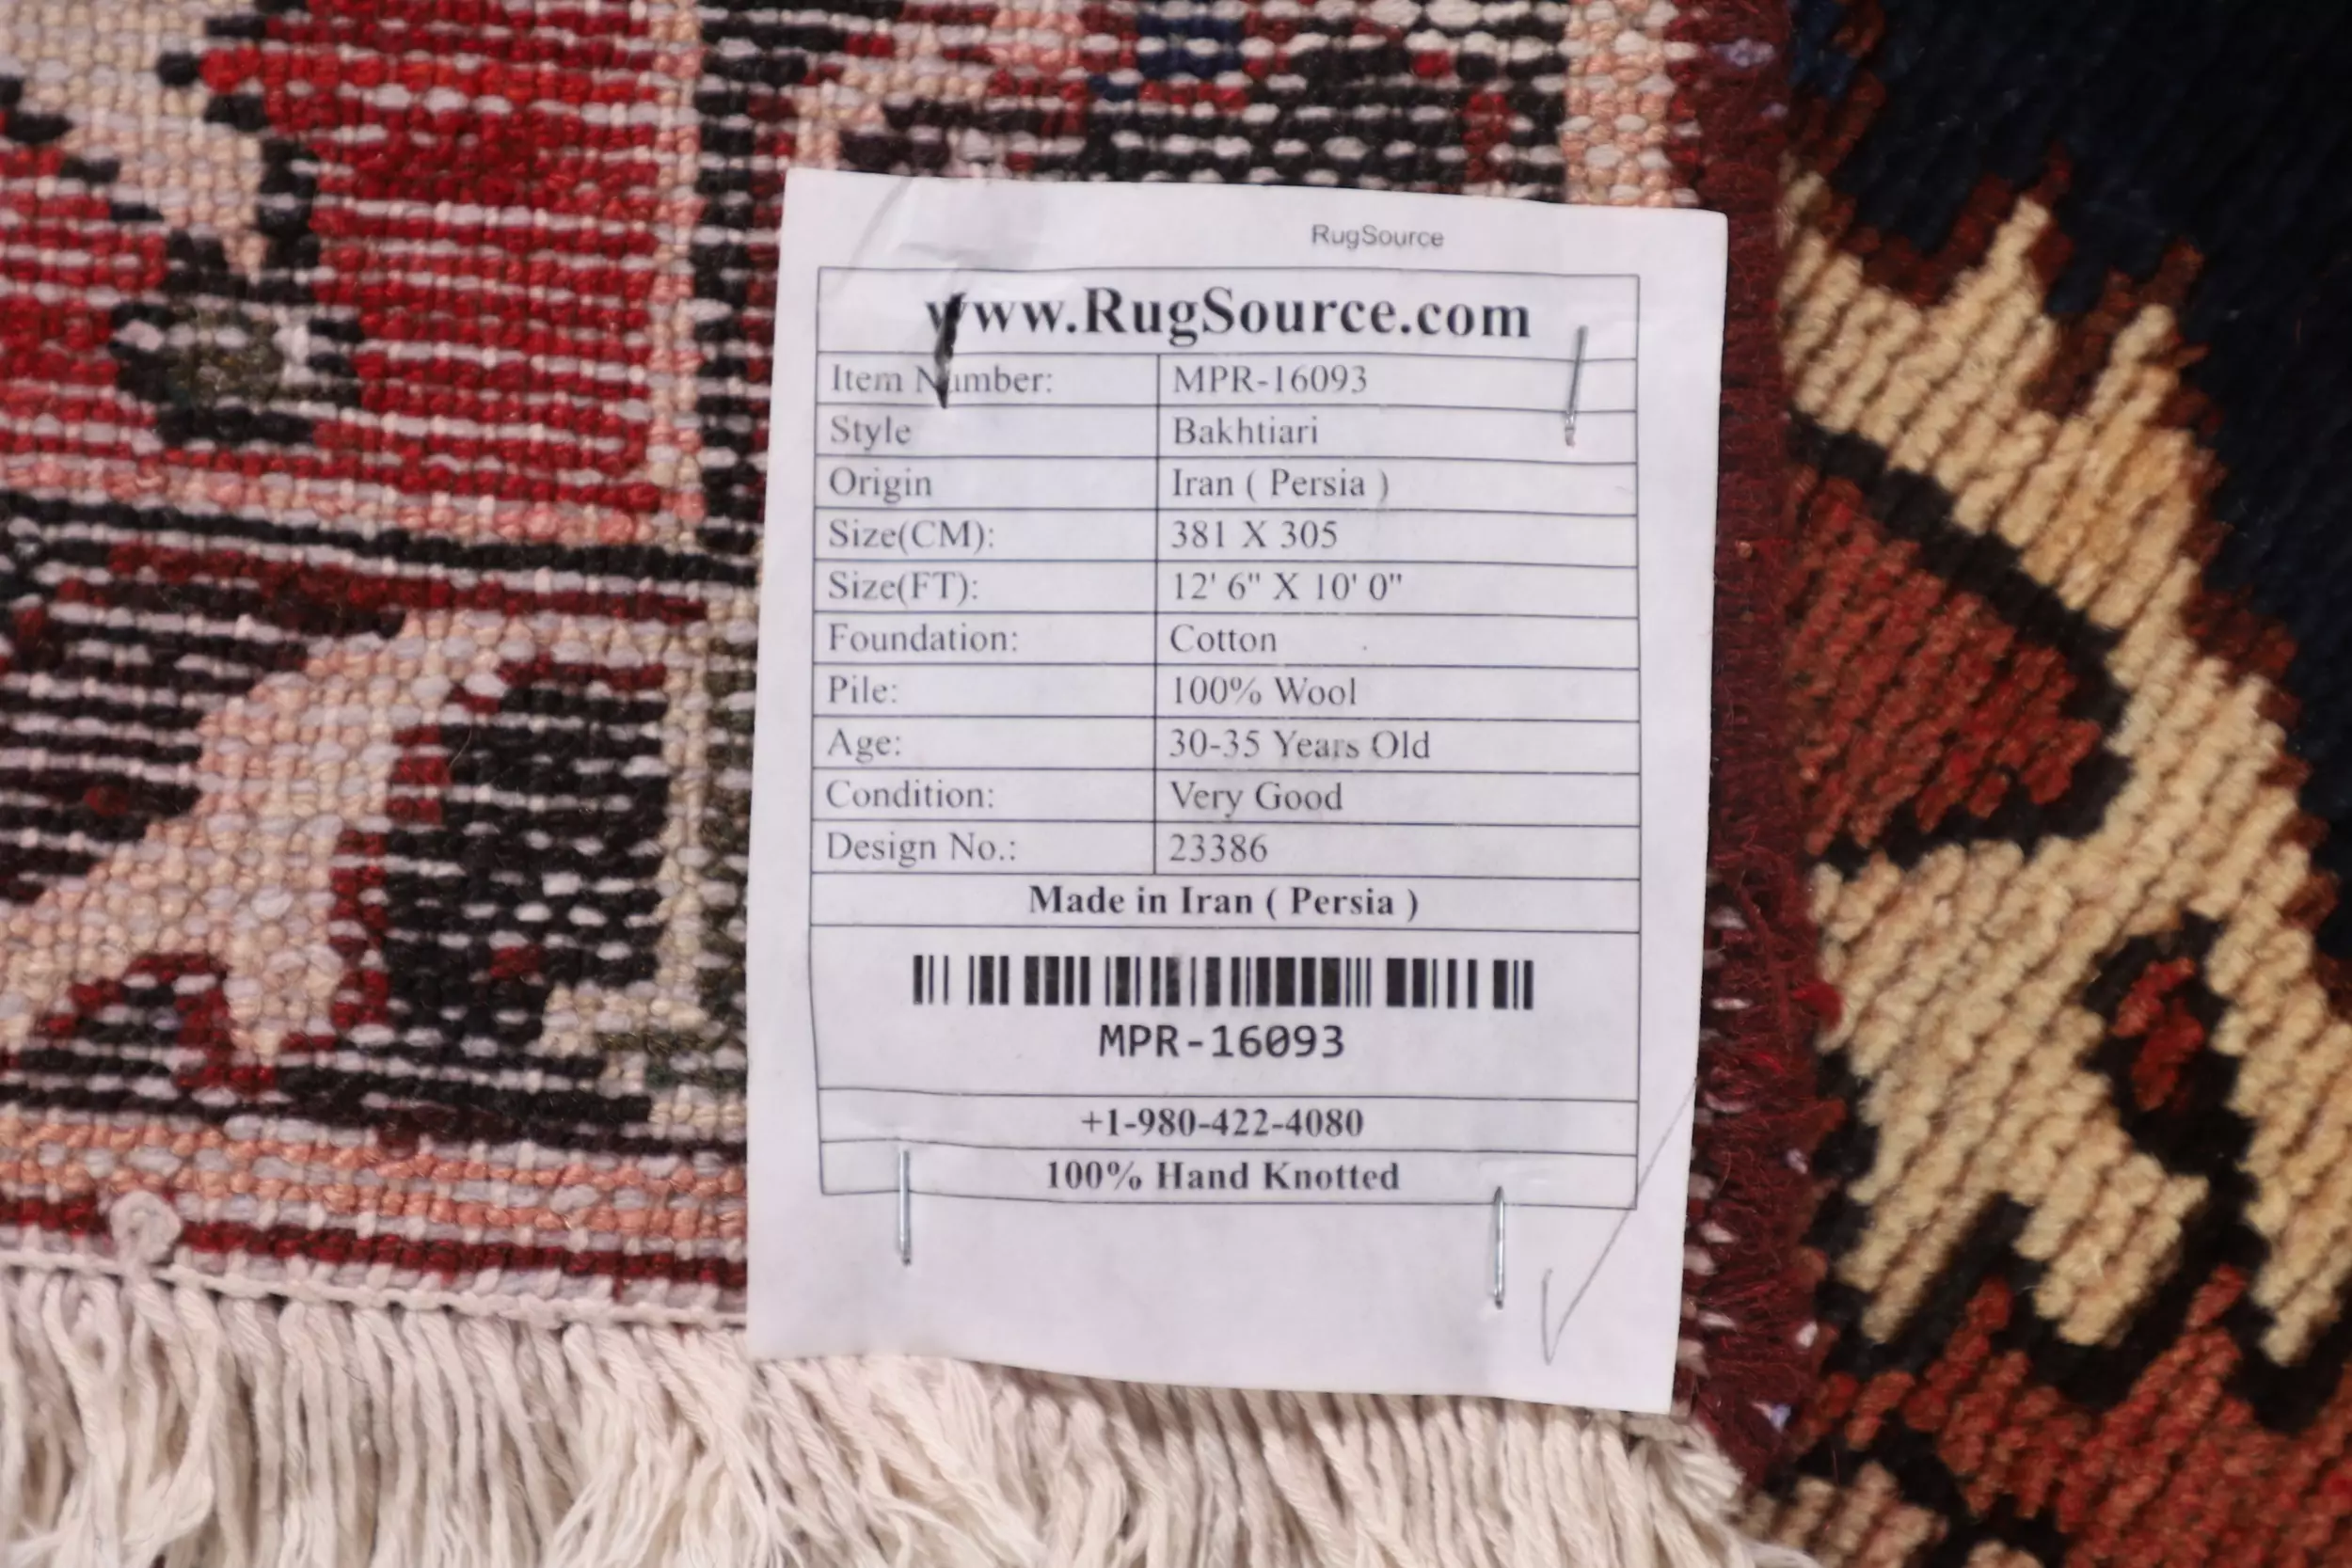 RugSource
www.RugSource.com
Item Number: MPR-16093
Style Bakhtiari
Origin Iran ( Persia )
Size(CM): 381 X 305
Size(FT): 12' 6" X 10' 0"
Foundation: Cotton
Pile: 100% Wool
Age: 30-35 Years Old
Condition: Very Good
Design No.: 23386
Made in Iran ( Persia )
MPR-16093
+1-980-422-4080
100% Hand Knotted